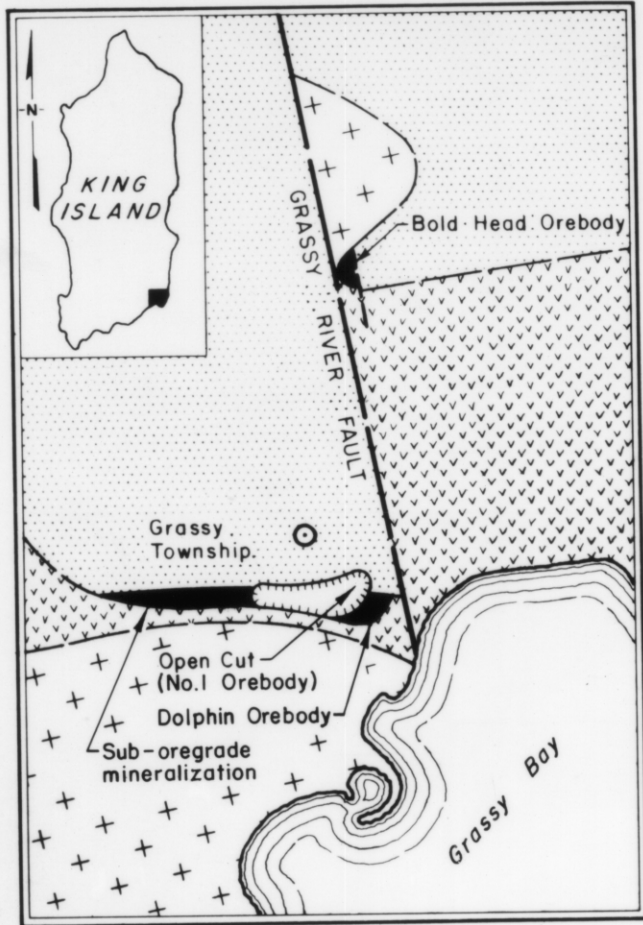 N
KING
ISLAND
GRASSY RIVER FAULT
Bold Head Orebody
Grassy
Township.
Open Cut
(No.1 Orebody)
Dolphin Orebody
Sub-oregrade
mineralization
Grassy Bay